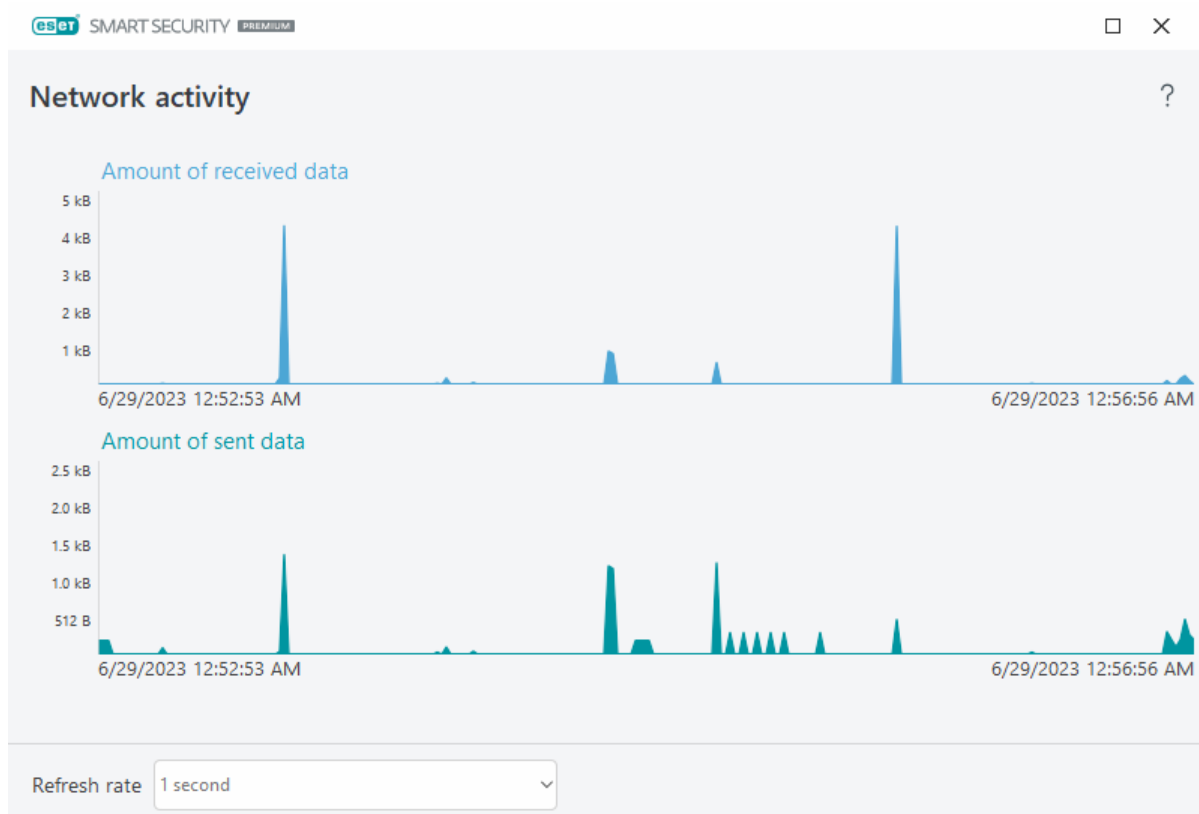 eset SMART SECURITY PREMIUM
Network activity
?
Amount of received data
5 kB
4 kB
3 kB
2 kB
1 kB
6/29/2023 12:52:53 AM 6/29/2023 12:56:56 AM
Amount of sent data
2.5 kB
2.0 kB
1.5 kB
1.0 kB
512 B
6/29/2023 12:52:53 AM 6/29/2023 12:56:56 AM
Refresh rate 1 second